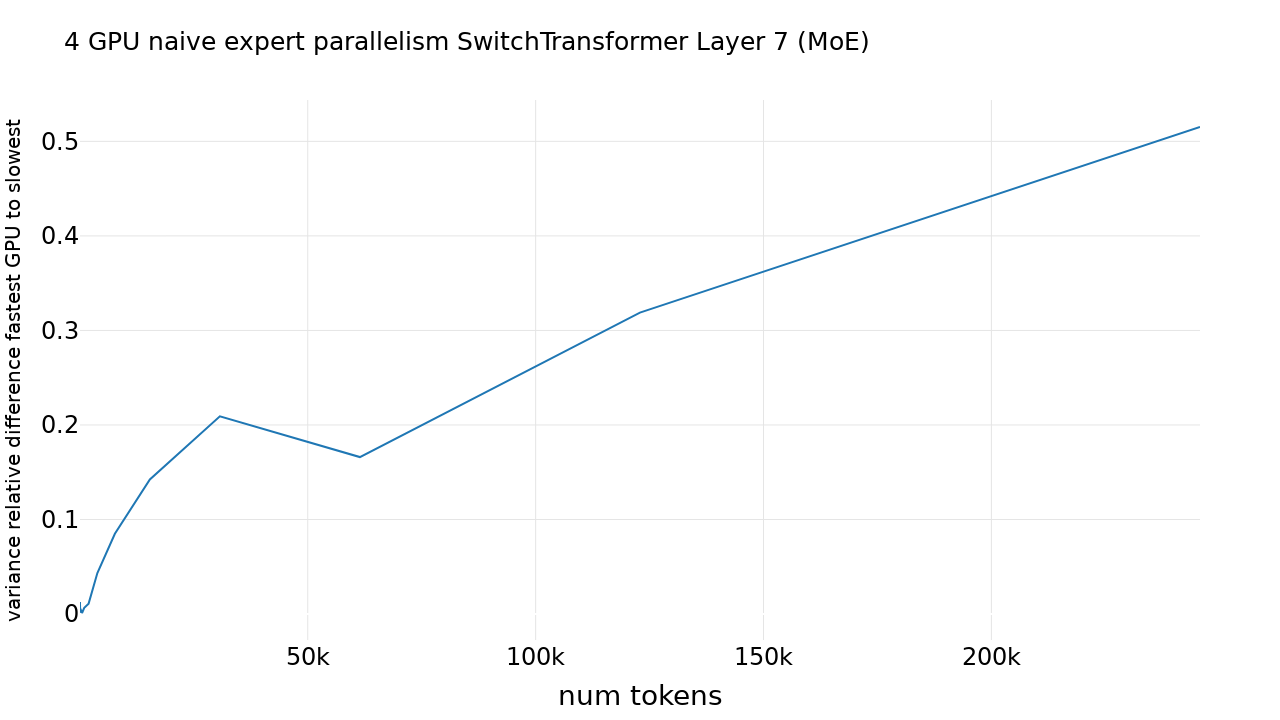 4 GPU naive expert parallelism SwitchTransformer Layer 7 (MoE)
variance relative difference fastest GPU to slowest
0.5
0.4
0.3
0.2
0.1
0
50k 100k 150k 200k
num tokens